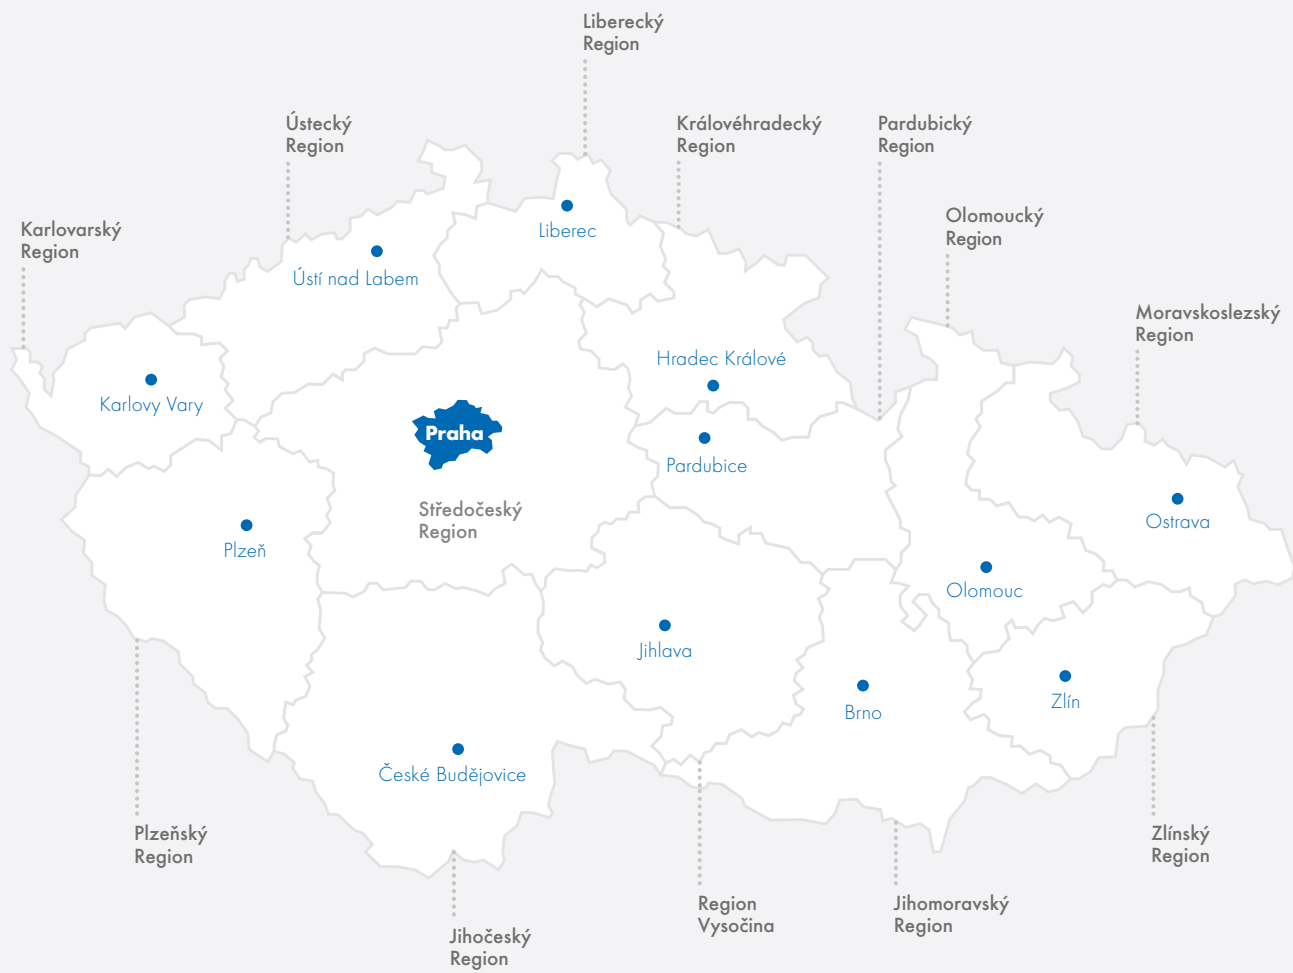 Liberecký
Region
Ústecký
Region
Královéhradecký
Region
Pardubický
Region
Karlovarský
Region
Olomoucký
Region
Moravskoslezský
Region
Liberec
Ústí nad Labem
Hradec Králové
Karlovy Vary
Praha
Pardubice
Středočeský
Region
Ostrava
Plzeň
Olomouc
Jihlava
Zlín
Brno
České Budějovice
Plzeňský
Region
Zlínský
Region
Region
Vysočina
Jihomoravský
Region
Jihočeský
Region